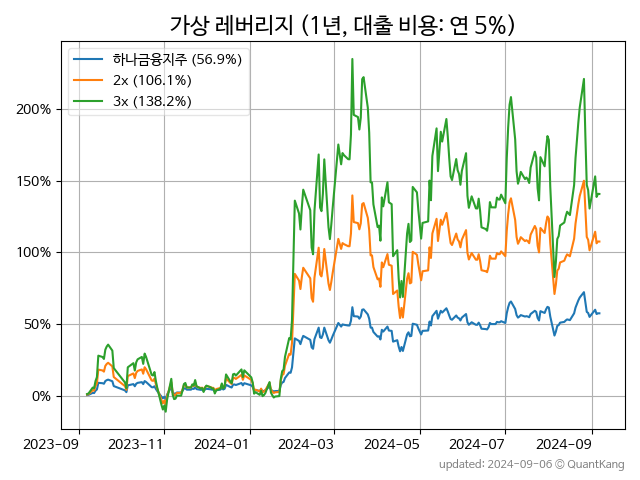 가상 레버리지 (1년, 대출 비용: 연 5%)
하나금융지주 (56.9%)
2x (106.1%)
3x (138.2%)
200%
150%
100%
50%
0%
2023-09 2023-11 2024-01 2024-03 2024-05 2024-07 2024-09
updated: 2024-09-06 © QuantKang